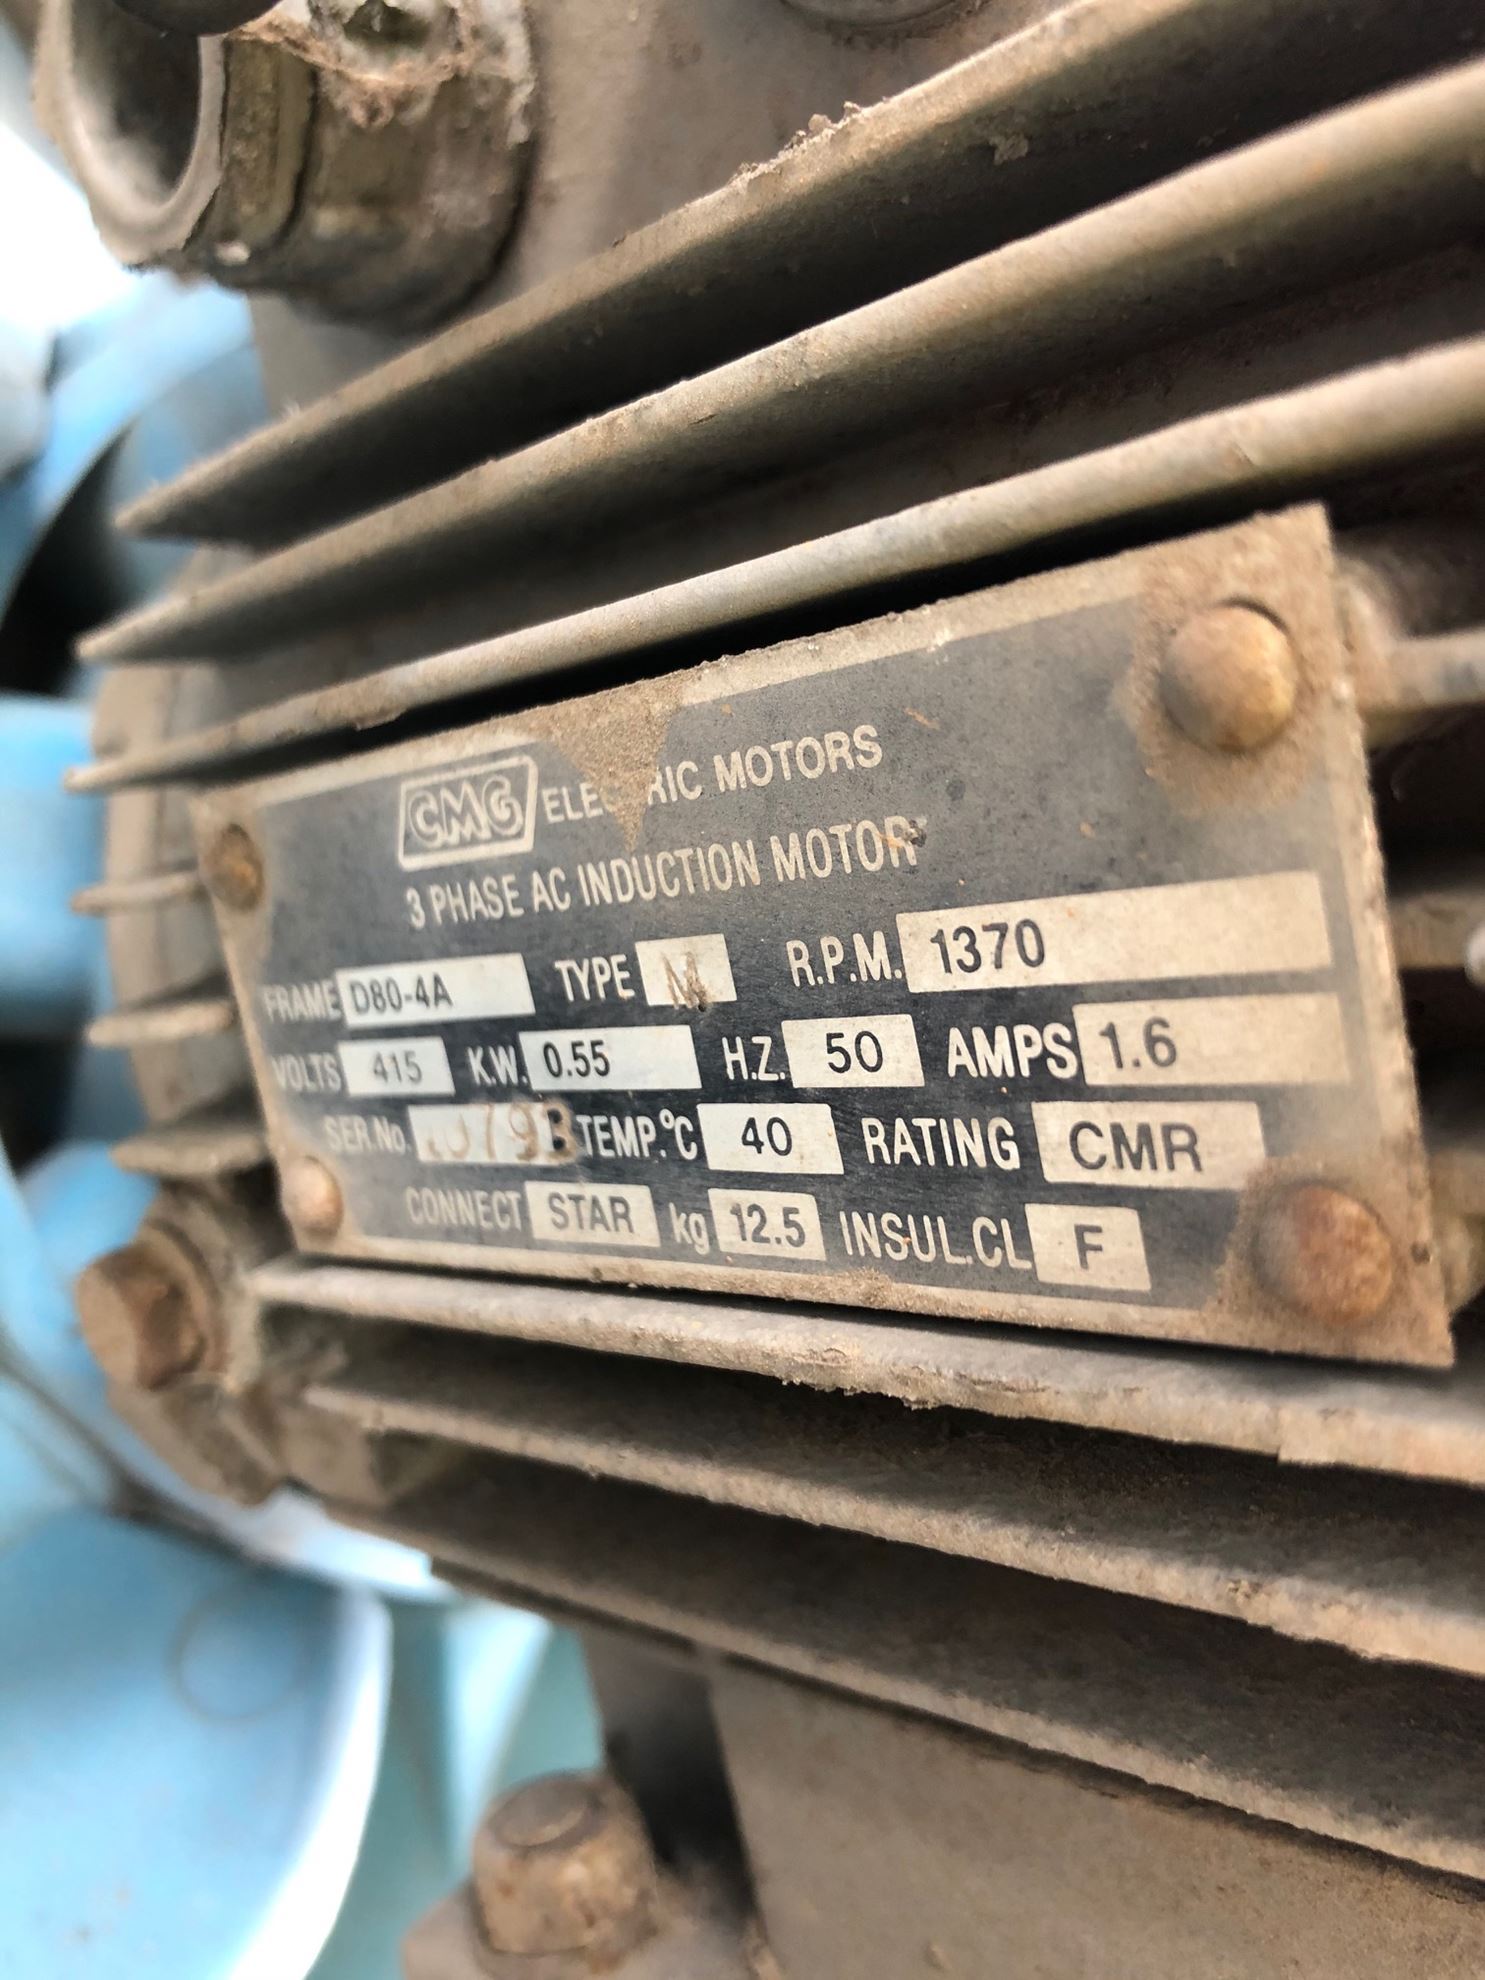 CMG ELECTRIC MOTORS
3 PHASE AC INDUCTION MOTOR
FRAME D80-4A TYPE M R.P.M. 1370
VOLTS 415 K.W. 0.55 H.Z. 50 AMPS 1.6
SER.No. TEMP.°C 40 RATING CMR
CONNECT STAR kg 12.5 INSUL.CL F